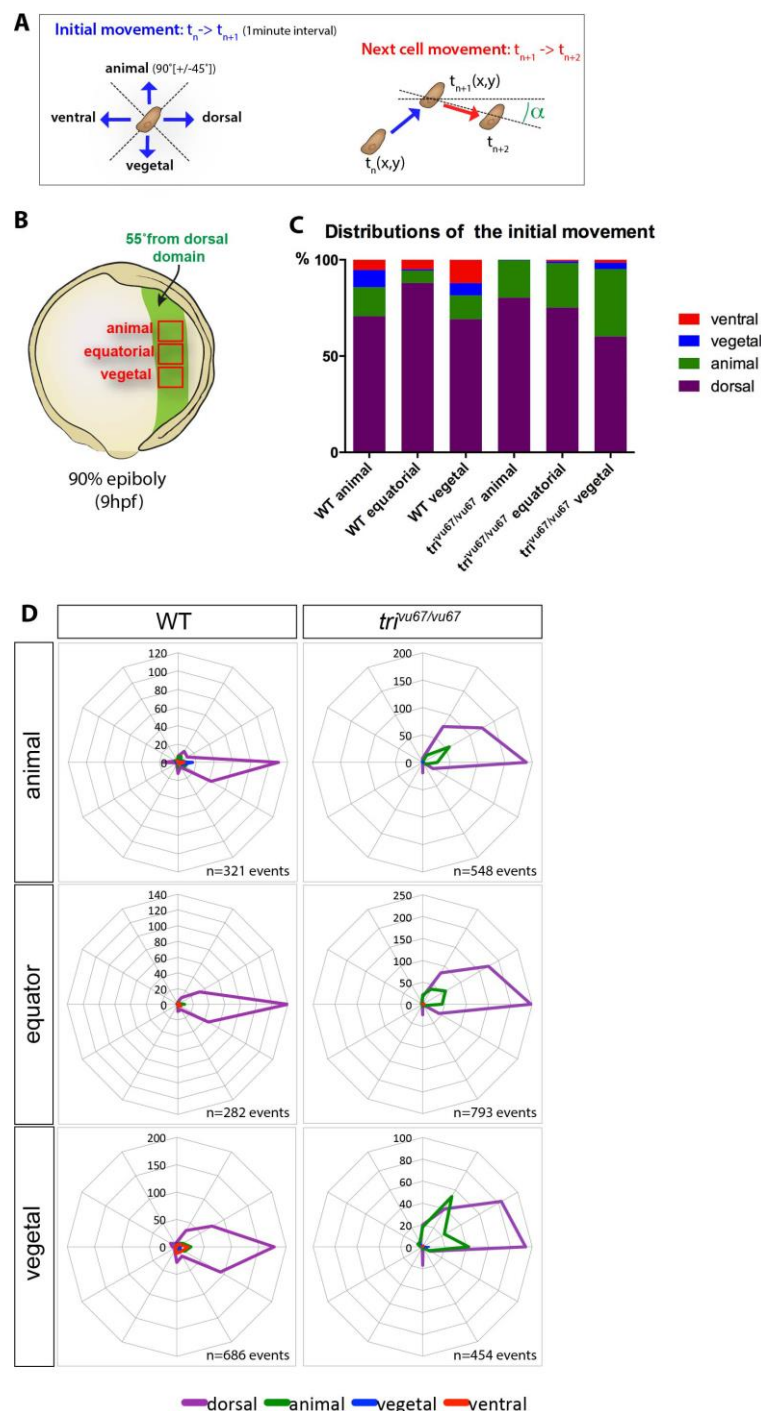 A
Initial movement: tn-> tn+1 (1minute interval)
animal (90˚[+/-45˚])
ventral
dorsal
vegetal
Next cell movement: tn+1 -> tn+2
tn+1(x,y)
α
tn(x,y)
tn+2
B
55˚from dorsal
domain
animal
equatorial
vegetal
90% epiboly
(9hpf)
C
Distributions of the initial movement
%
100
50
0
WT animal
WT equatorial
WT vegetal
trivu67/vu67 animal
trivu67/vu67 equatorial
trivu67/vu67 vegetal
ventral
vegetal
animal
dorsal
D
WT
trivu67/vu67
animal
120
100
80
60
40
20
0
n=321 events
200
150
100
50
0
n=548 events
equator
140
120
100
80
60
40
20
0
n=282 events
250
200
150
100
50
0
n=793 events
vegetal
200
150
100
50
0
n=686 events
100
80
60
40
20
0
n=454 events
dorsal animal vegetal ventral